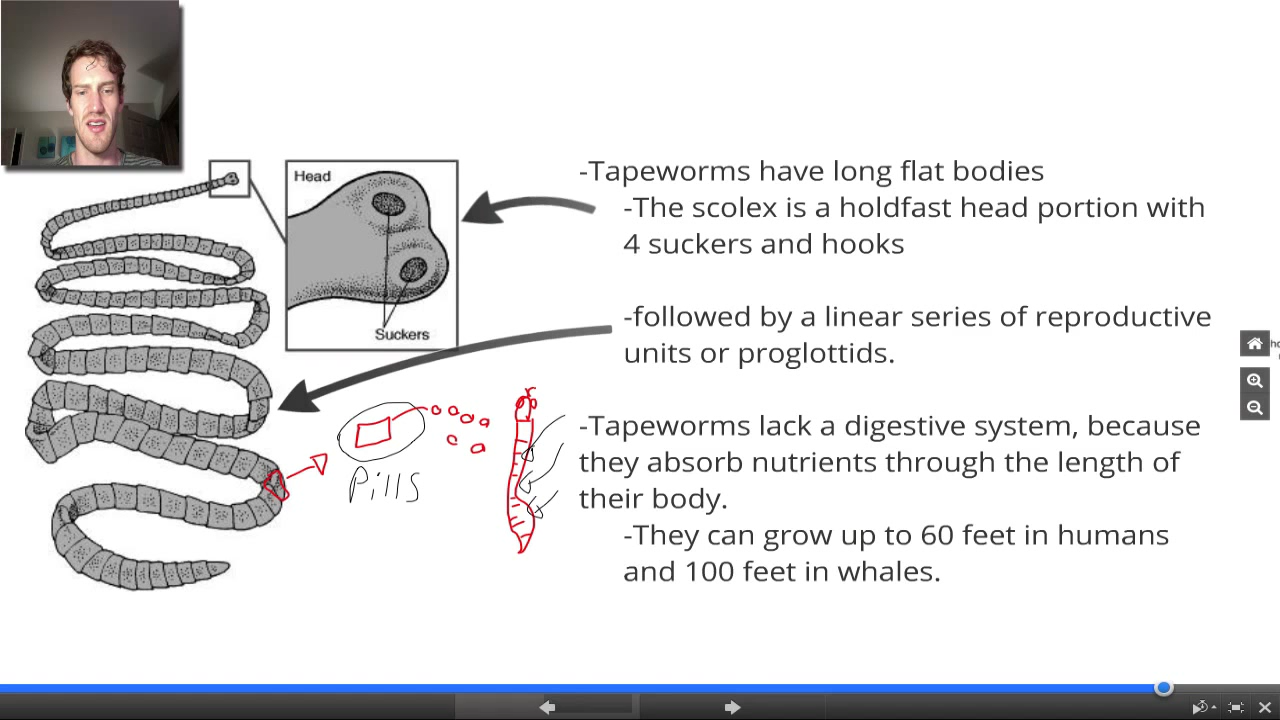 Head
Suckers
-Tapeworms have long flat bodies
-The scolex is a holdfast head portion with
4 suckers and hooks
-followed by a linear series of reproductive
units or proglottids.
Pills
-Tapeworms lack a digestive system, because
they absorb nutrients through the length of
their body.
-They can grow up to 60 feet in humans
and 100 feet in whales.